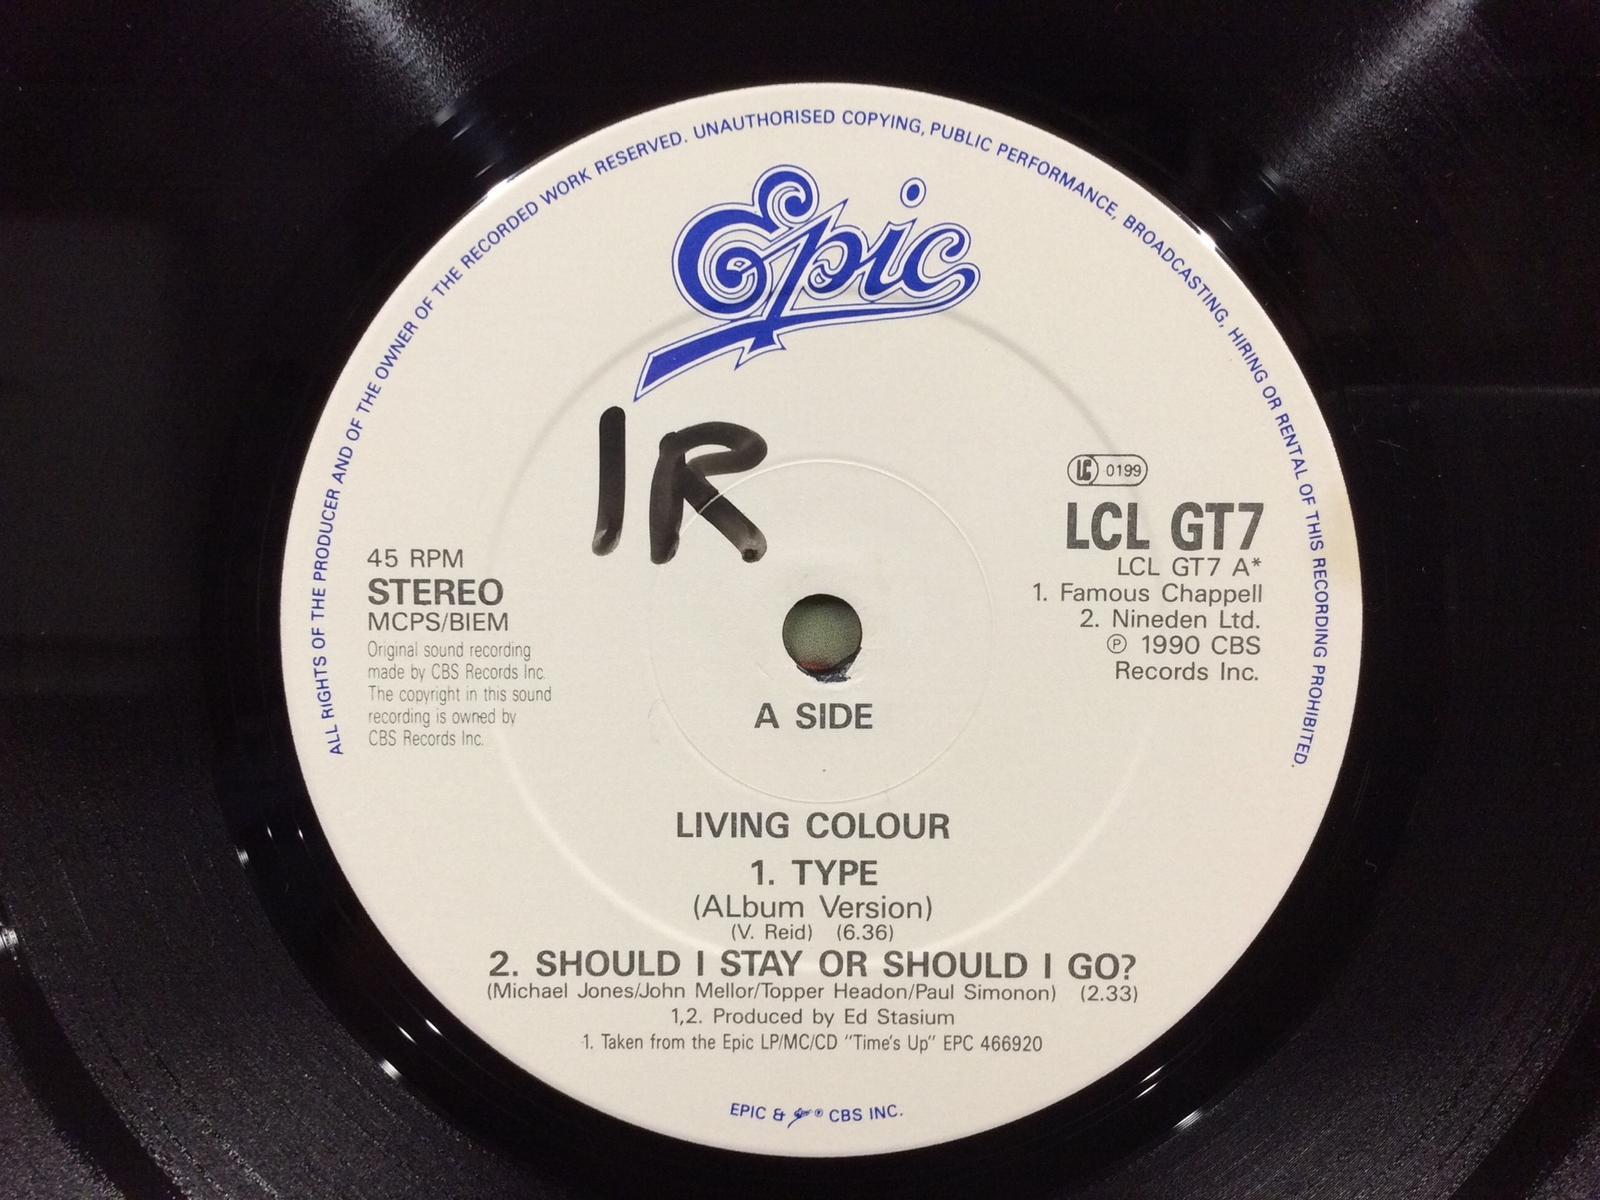 ALL RIGHTS OF THE PRODUCER AND OF THE OWNER OF THE RECORDED WORK RESERVED. UNAUTHORISED COPYING, PUBLIC PERFORMANCE, BROADCASTING, HIRING OR RENTAL OF THIS RECORDING PROHIBITED.
Epic
1R
45 RPM
STEREO
MCPS/BIEM
Original sound recording
made by CBS Records Inc.
The copyright in this sound
recording is owned by
CBS Records Inc.
LC 0199
LCL GT7
LCL GT7 A*
1. Famous Chappell
2. Nineden Ltd.
℗ 1990 CBS
Records Inc.
A SIDE
LIVING COLOUR
1. TYPE
(ALbum Version)
(V. Reid) (6.36)
2. SHOULD I STAY OR SHOULD I GO?
(Michael Jones/John Mellor/Topper Headon/Paul Simonon) (2.33)
1,2. Produced by Ed Stasium
1. Taken from the Epic LP/MC/CD "Time's Up" EPC 466920
EPIC & Epic ® CBS INC.